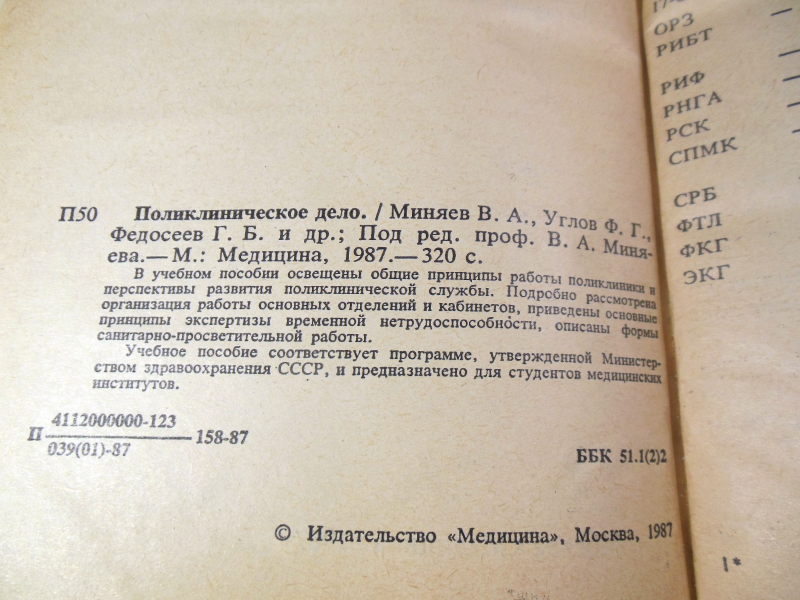 П50 Поликлиническое дело. / Миняев В. А., Углов Ф. Г.,
Федосеев Г. Б. и др.; Под ред. проф. В. А. Миня-
ева.— М.: Медицина, 1987.— 320 с.
В учебном пособии освещены общие принципы работы поликлиники и
перспективы развития поликлинической службы. Подробно рассмотрена
организация работы основных отделений и кабинетов, приведены основные
принципы экспертизы временной нетрудоспособности, описаны формы
санитарно-просветительной работы.
Учебное пособие соответствует программе, утвержденной Министер-
ством здравоохранения СССР, и предназначено для студентов медицинских
институтов.
П 4112000000-123
039(01)-87
158-87
ББК 51.1(2)2
© Издательство «Медицина», Москва, 1987
ОРЗ
РИБТ —
РИФ —
РНГА —
РСК —
СПМК —
СРБ
ФТЛ
ФКГ
ЭКГ
1*